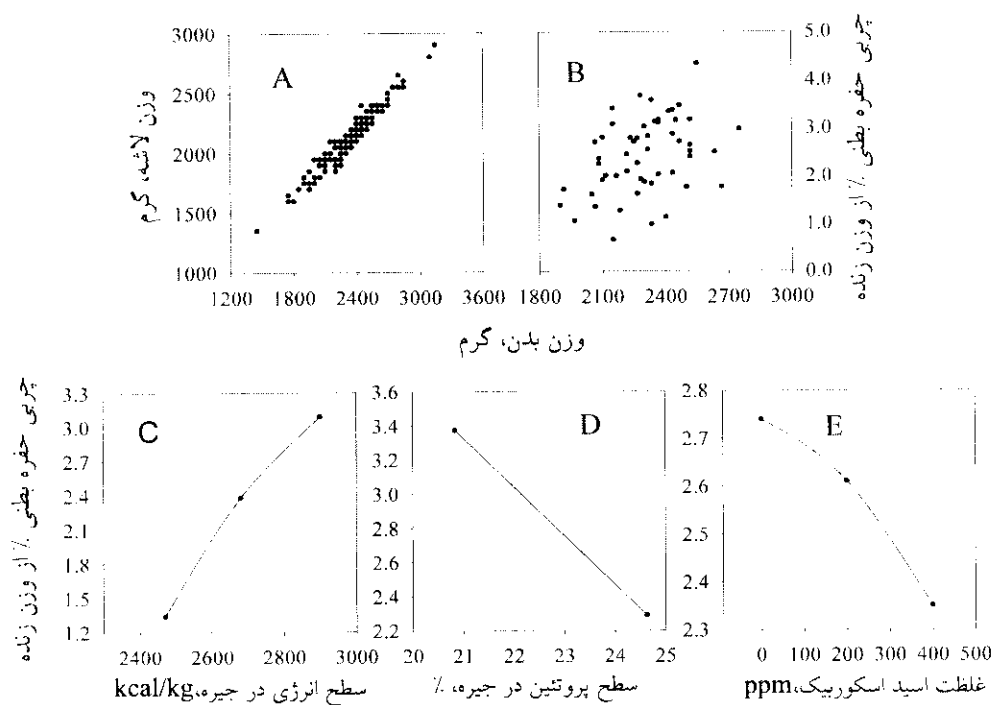 3000
2500
2000
1500
1000
1200 1800 2400 3000 3600
A
وزن لاشه، گرم
B
5.0
4.0
3.0
2.0
1.0
0.0
1800 2100 2400 2700 3000
چربی حفره بطنی ٪ از وزن زنده
وزن بدن، گرم
3.3
3.0
2.7
2.4
2.1
1.8
1.5
1.2
2400 2600 2800 3000
C
چربی حفره بطنی ٪ از وزن زنده
سطح انرژی در جیره،kcal/kg
3.6
3.4
3.2
3.0
2.8
2.6
2.4
2.2
20 21 22 23 24 25
D
سطح پروتئین در جیره، ٪
2.8
2.7
2.6
2.5
2.4
2.3
0 100 200 300 400 500
E
غلظت اسید اسکوربیک،ppm